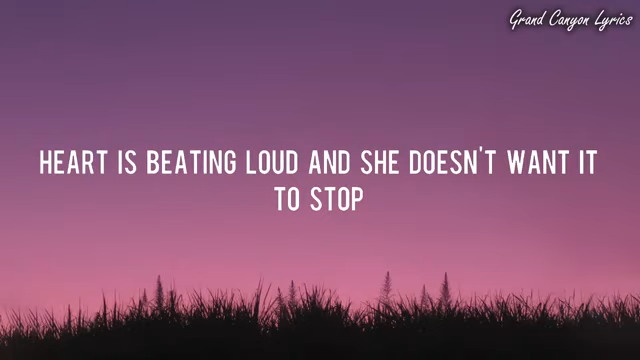 Grand Canyon Lyrics
HEART IS BEATING LOUD AND SHE DOESN'T WANT IT
TO STOP